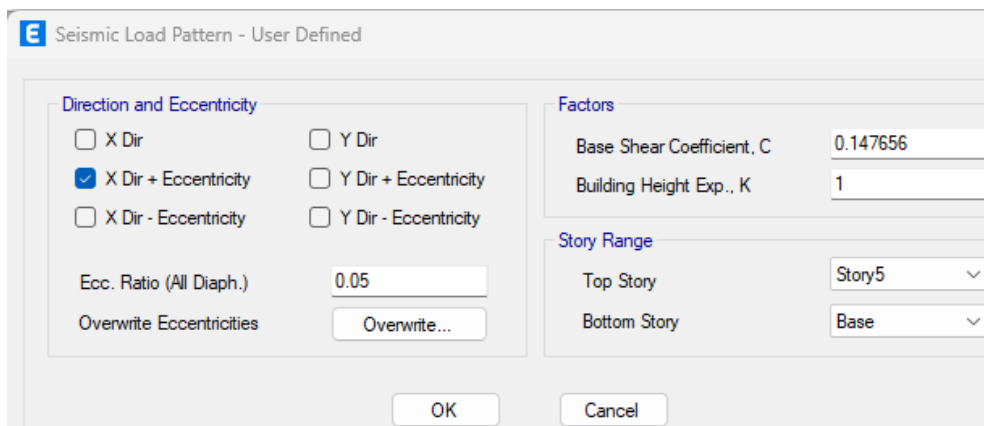 E Seismic Load Pattern - User Defined
Direction and Eccentricity
X Dir
Y Dir
X Dir + Eccentricity
Y Dir + Eccentricity
X Dir - Eccentricity
Y Dir - Eccentricity
Ecc. Ratio (All Diaph.)
0.05
Overwrite Eccentricities
Overwrite...
Factors
Base Shear Coefficient, C
0.147656
Building Height Exp., K
1
Story Range
Top Story
Story5
Bottom Story
Base
OK
Cancel